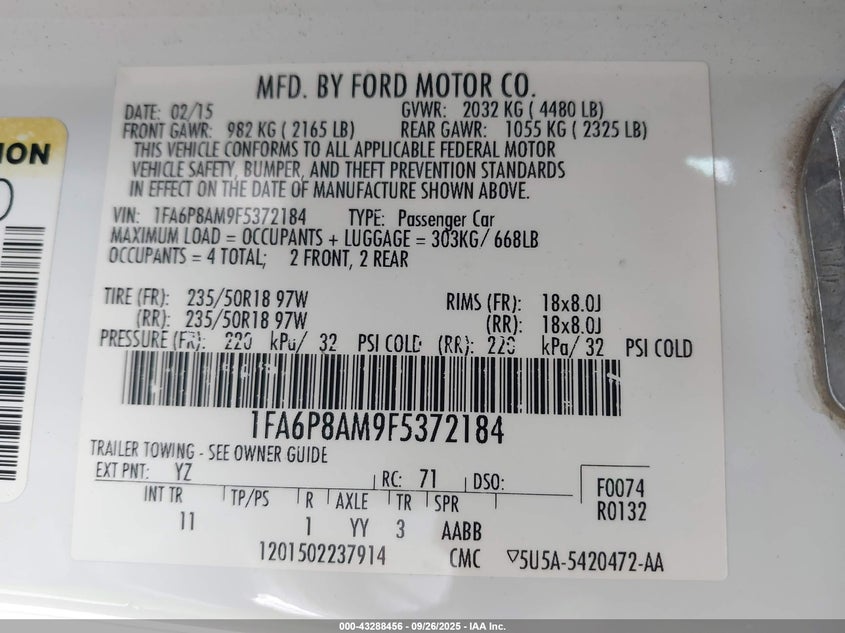 MFD. BY FORD MOTOR CO.
DATE: 02/15 GVWR: 2032 KG ( 4480 LB)
FRONT GAWR: 982 KG ( 2165 LB) REAR GAWR: 1055 KG ( 2325 LB)
THIS VEHICLE CONFORMS TO ALL APPLICABLE FEDERAL MOTOR
VEHICLE SAFETY, BUMPER, AND THEFT PREVENTION STANDARDS
IN EFFECT ON THE DATE OF MANUFACTURE SHOWN ABOVE.
VIN: 1FA6P8AM9F5372184 TYPE: Passenger Car
MAXIMUM LOAD = OCCUPANTS + LUGGAGE = 303KG/ 668LB
OCCUPANTS = 4 TOTAL; 2 FRONT, 2 REAR
TIRE (FR): 235/50R18 97W RIMS (FR): 18x8.0J
(RR): 235/50R18 97W (RR): 18x8.0J
PRESSURE (FR): 220 kPa/ 32 PSI COLD (RR): 220 kPa/ 32 PSI COLD
1FA6P8AM9F5372184
TRAILER TOWING - SEE OWNER GUIDE
EXT PNT: YZ RC: 71 DSO: F0074
R0132
INT TR TP/PS R AXLE TR SPR
11 1 YY 3 AABB
1201502237914 CMC ▽5U5A-5420472-AA
000-43288456 - 09/26/2025 - IAA Inc.